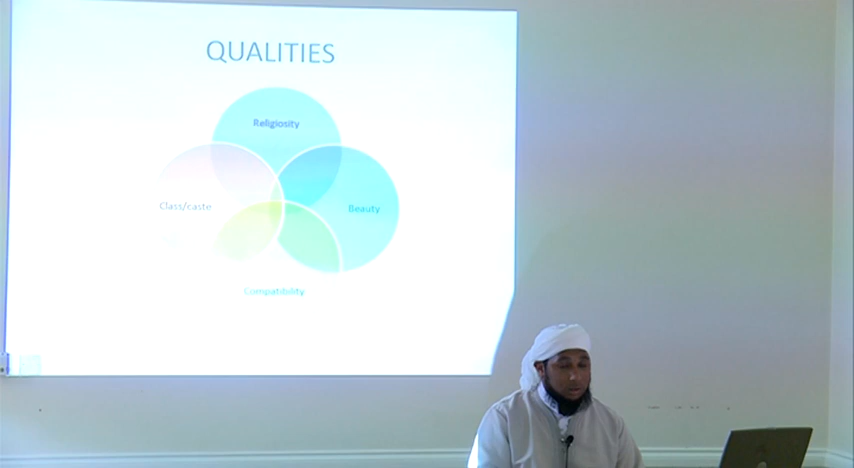 QUALITIES
Religiosity
Class/caste
Beauty
Compatibility